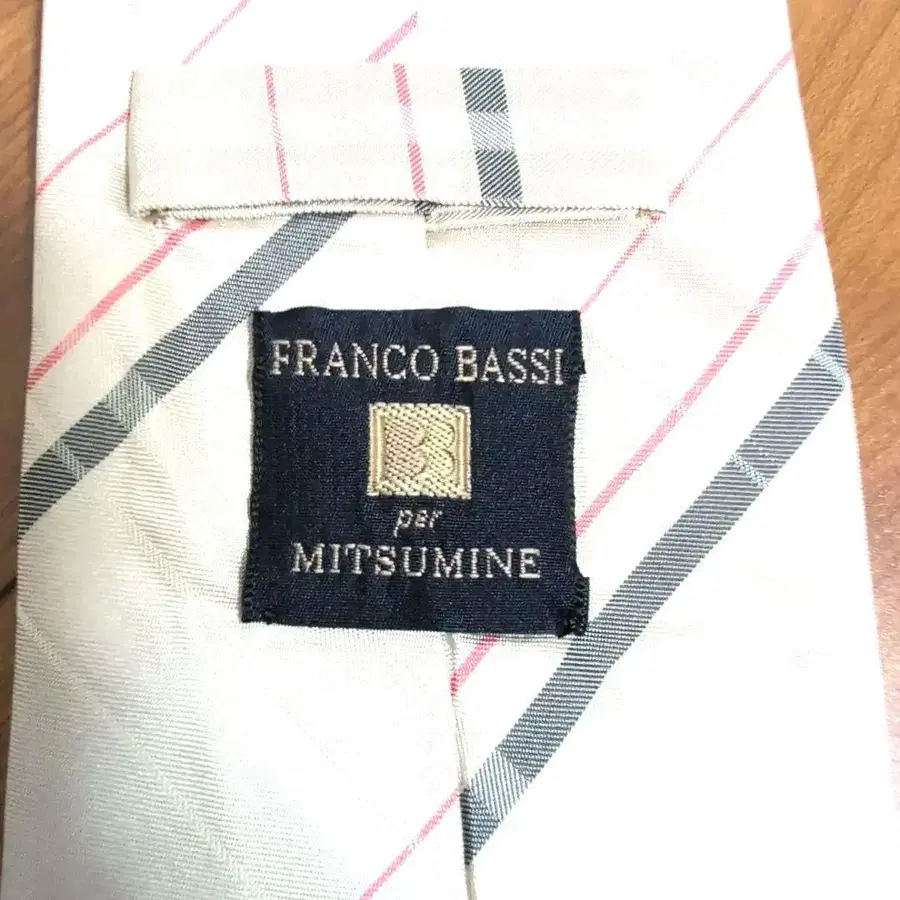 FRANCO BASSI
B
per
MITSUMINE